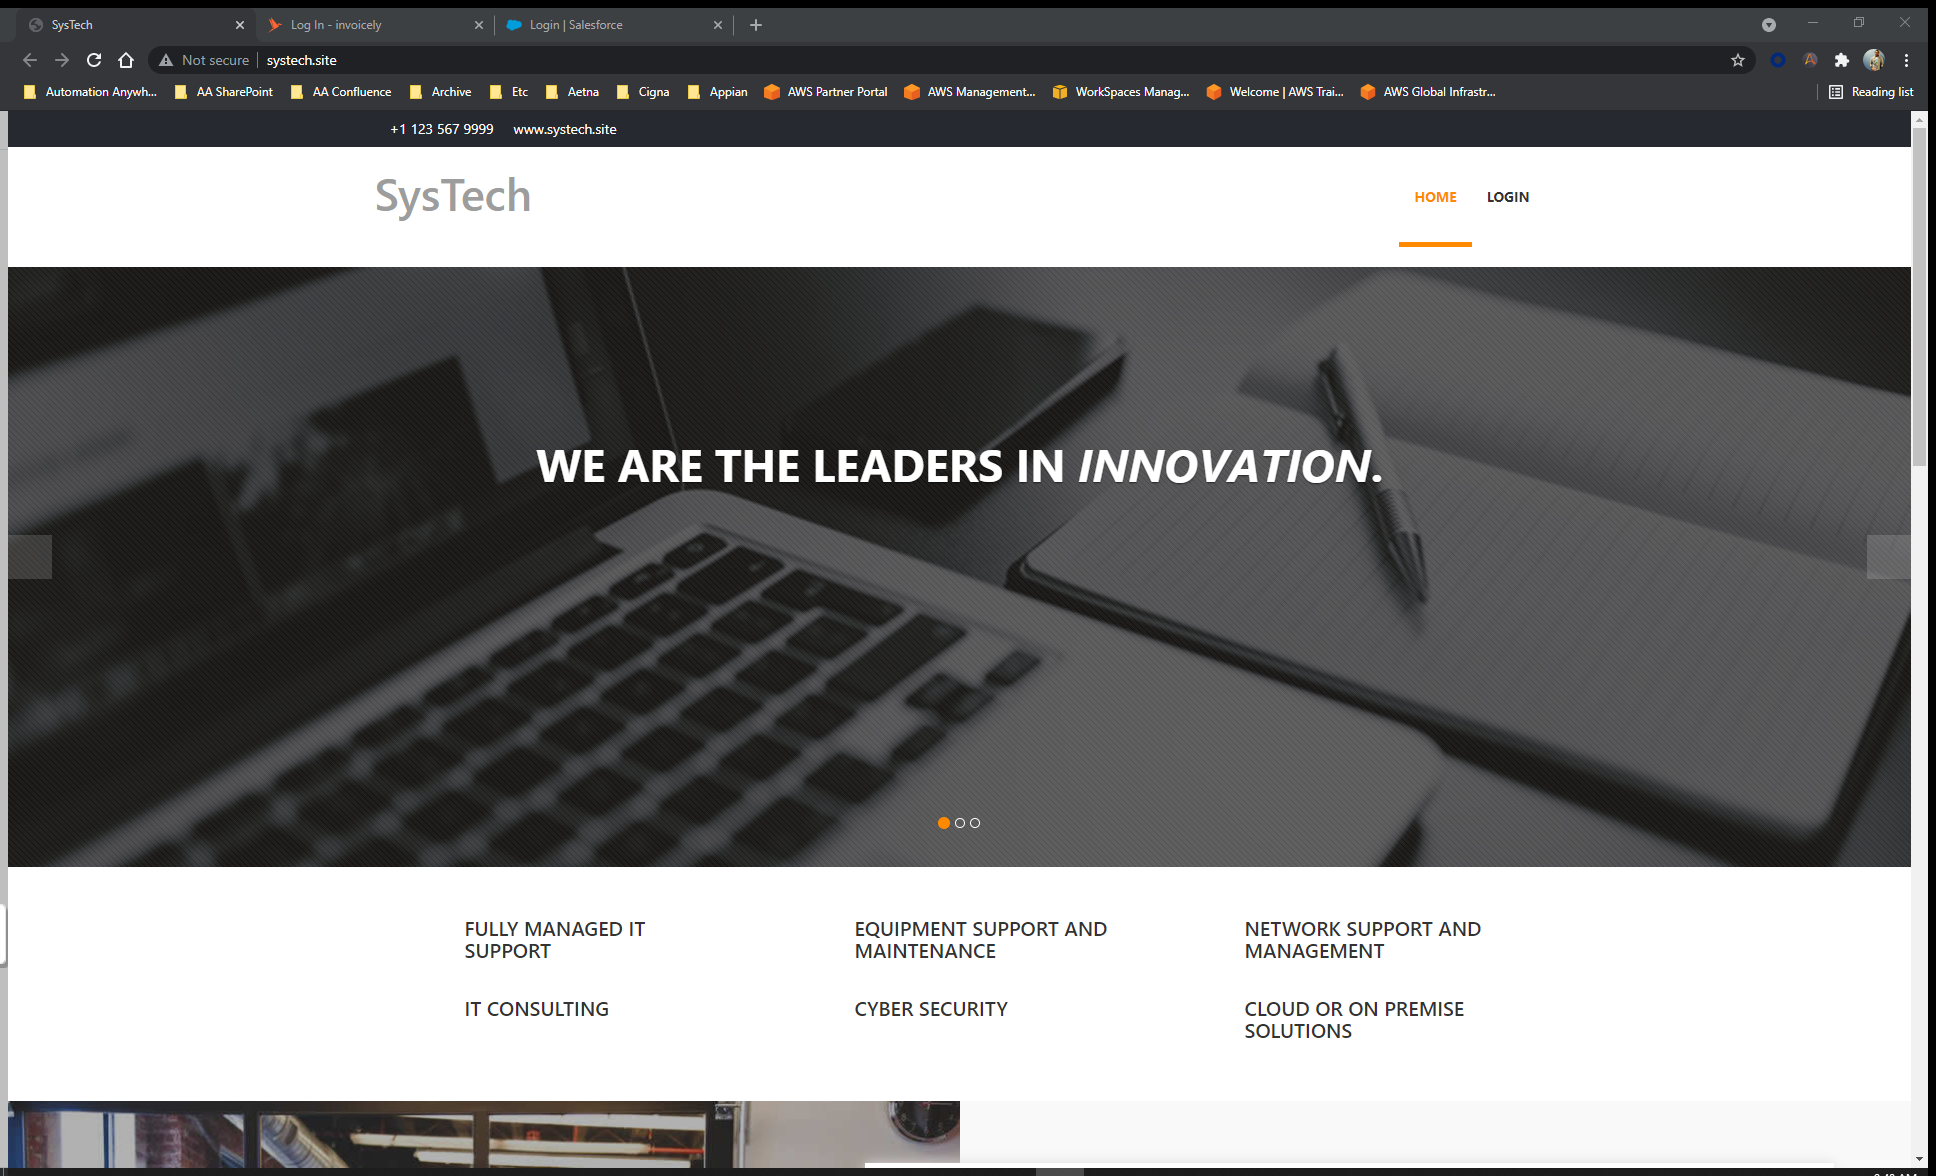 SysTech
Log In - invoicely
Login | Salesforce
Not secure
systech.site
Automation Anywh...
AA SharePoint
AA Confluence
Archive
Etc
Aetna
Cigna
Appian
AWS Partner Portal
AWS Management...
WorkSpaces Manag...
Welcome | AWS Trai...
AWS Global Infrastr...
Reading list
+1 123 567 9999
www.systech.site
SysTech
HOME
LOGIN
WE ARE THE LEADERS IN INNOVATION.
FULLY MANAGED IT
SUPPORT
EQUIPMENT SUPPORT AND
MAINTENANCE
NETWORK SUPPORT AND
MANAGEMENT
IT CONSULTING
CYBER SECURITY
CLOUD OR ON PREMISE
SOLUTIONS